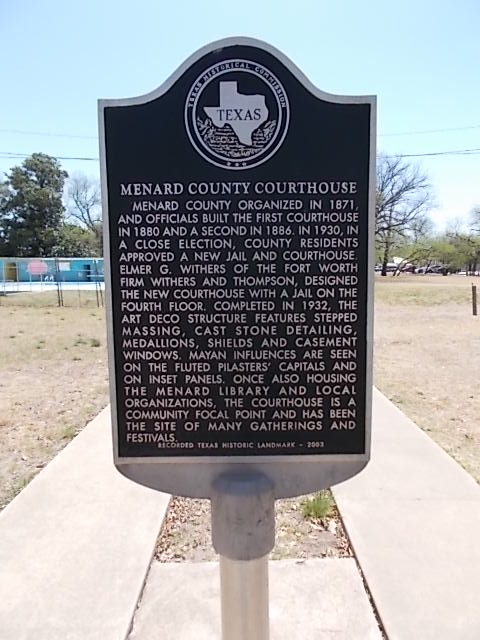 TEXAS HISTORICAL COMMISSION
TEXAS
MENARD COUNTY COURTHOUSE
MENARD COUNTY ORGANIZED IN 1871,
AND OFFICIALS BUILT THE FIRST COURTHOUSE
IN 1880 AND A SECOND IN 1886. IN 1930, IN
A CLOSE ELECTION, COUNTY RESIDENTS
APPROVED A NEW JAIL AND COURTHOUSE.
ELMER G. WITHERS OF THE FORT WORTH
FIRM WITHERS AND THOMPSON, DESIGNED
THE NEW COURTHOUSE WITH A JAIL ON THE
FOURTH FLOOR. COMPLETED IN 1932, THE
ART DECO STRUCTURE FEATURES STEPPED
MASSING, CAST STONE DETAILING,
MEDALLIONS, SHIELDS AND CASEMENT
WINDOWS. MAYAN INFLUENCES ARE SEEN
ON THE FLUTED PILASTERS' CAPITALS AND
ON INSET PANELS. ONCE ALSO HOUSING
THE MENARD LIBRARY AND LOCAL
ORGANIZATIONS, THE COURTHOUSE IS A
COMMUNITY FOCAL POINT AND HAS BEEN
THE SITE OF MANY GATHERINGS AND
FESTIVALS.
RECORDED TEXAS HISTORIC LANDMARK - 2003